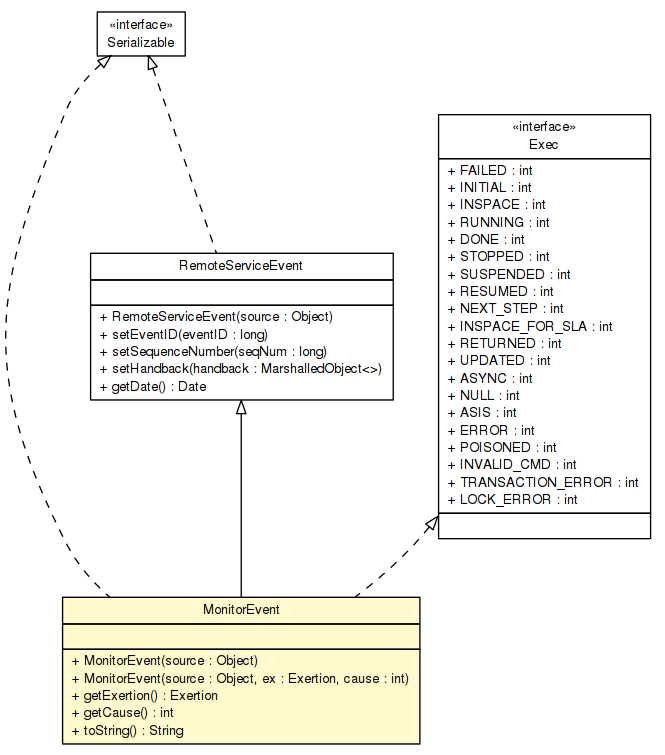 «interface»
Serializable
«interface»
Exec
+ FAILED : int
+ INITIAL : int
+ INSPACE : int
+ RUNNING : int
+ DONE : int
+ STOPPED : int
+ SUSPENDED : int
+ RESUMED : int
+ NEXT_STEP : int
+ INSPACE_FOR_SLA : int
+ RETURNED : int
+ UPDATED : int
+ ASYNC : int
+ NULL : int
+ ASIS : int
+ ERROR : int
+ POISONED : int
+ INVALID_CMD : int
+ TRANSACTION_ERROR : int
+ LOCK_ERROR : int
RemoteServiceEvent
+ RemoteServiceEvent(source : Object)
+ setEventID(eventID : long)
+ setSequenceNumber(seqNum : long)
+ setHandback(handback : MarshalledObject<>)
+ getDate() : Date
MonitorEvent
+ MonitorEvent(source : Object)
+ MonitorEvent(source : Object, ex : Exertion, cause : int)
+ getExertion() : Exertion
+ getCause() : int
+ toString() : String